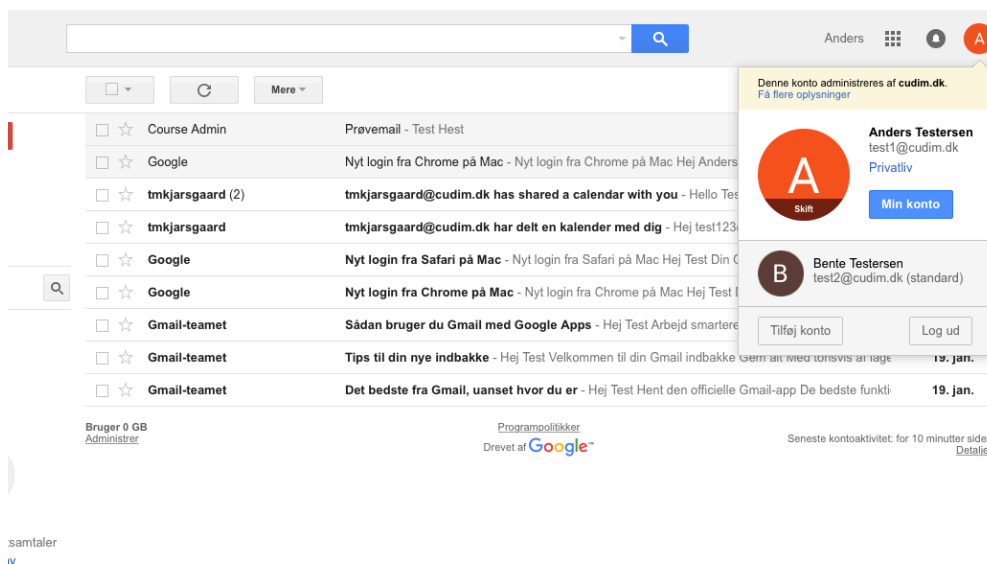 Anders
A
Mere
Denne konto administreres af cudim.dk.
Få flere oplysninger
A
Skift
Anders Testersen
test1@cudim.dk
Privatliv
Min konto
B
Bente Testersen
test2@cudim.dk (standard)
Tilføj konto
Log ud
Course Admin Prøvemail - Test Hest
Google Nyt login fra Chrome på Mac - Nyt login fra Chrome på Mac Hej Anders
tmkjarsgaard (2) tmkjarsgaard@cudim.dk has shared a calendar with you - Hello
tmkjarsgaard tmkjarsgaard@cudim.dk har delt en kalender med dig - Hej test123
Google Nyt login fra Safari på Mac - Nyt login fra Safari på Mac Hej Test Din
Google Nyt login fra Chrome på Mac - Nyt login fra Chrome på Mac Hej Test
Gmail-teamet Sådan bruger du Gmail med Google Apps - Hej Test Arbejd smartere
Gmail-teamet Tips til din nye indbakke - Hej Test Velkommen til din Gmail indbakke Gem alt Med tonsvis af 19. jan.
Gmail-teamet Det bedste fra Gmail, uanset hvor du er - Hej Test Hent den officielle Gmail-app De bedste funkti 19. jan.
Bruger 0 GB
Administrer
Programpolitikker
Drevet af Google™
Seneste kontoaktivitet: for 10 minutter side
Detalje
samtaler